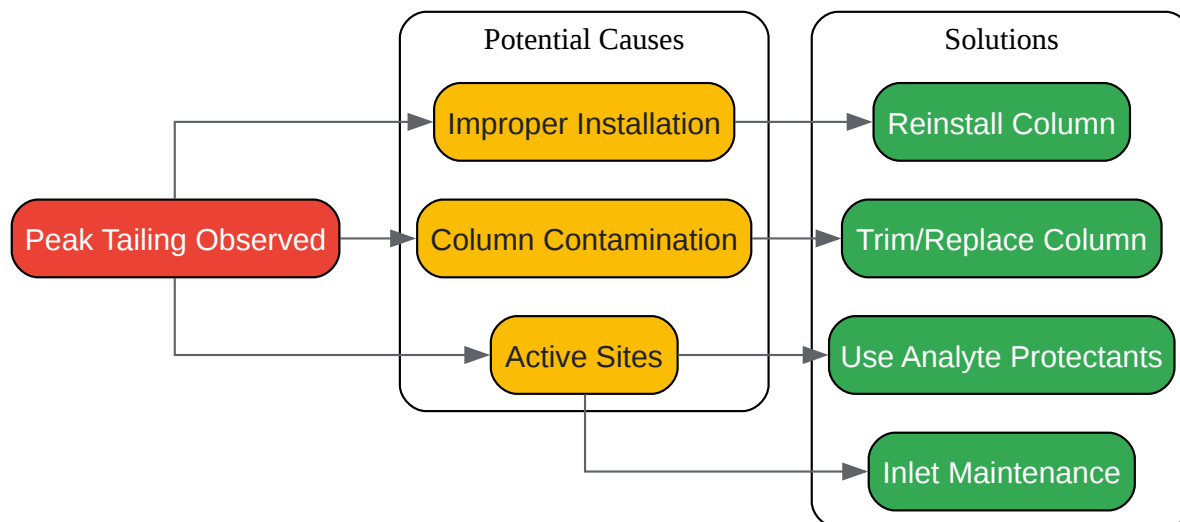 Potential Causes
Solutions
Improper Installation
Reinstall Column
Peak Tailing Observed
Column Contamination
Trim/Replace Column
Active Sites
Use Analyte Protectants
Inlet Maintenance